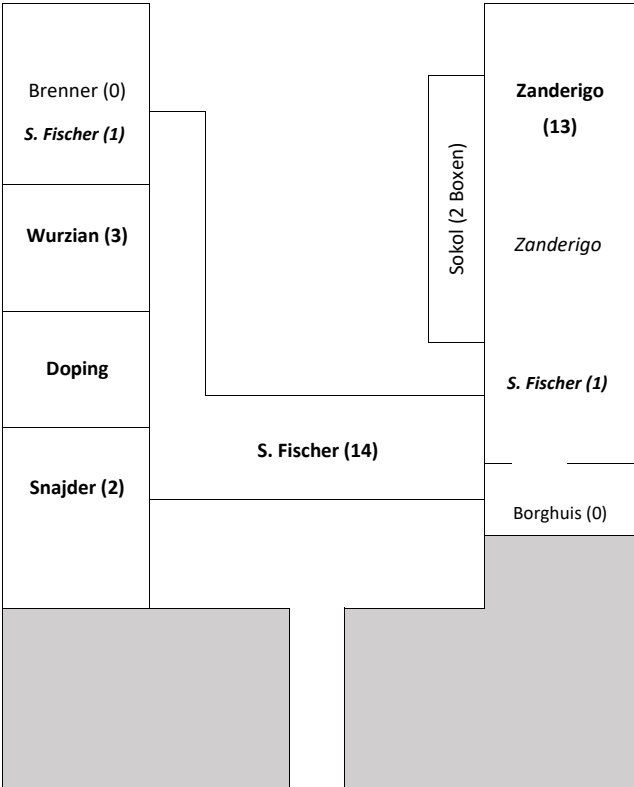 Brenner (0)
S. Fischer (1)
Wurzian (3)
Doping
Snajder (2)
S. Fischer (14)
Sokol (2 Boxen)
Zanderigo
(13)
Zanderigo
S. Fischer (1)
Borghuis (0)